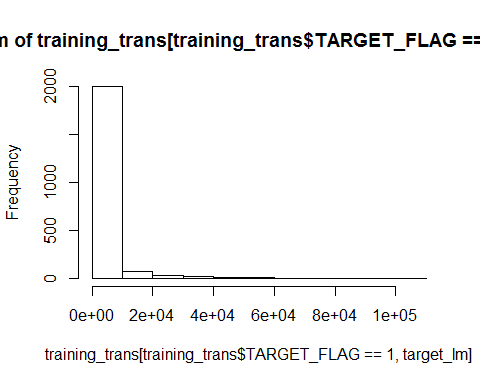 m of training_trans[training_trans$TARGET_FLAG ==
Frequency
2000
1000
500
0
0e+00 2e+04 4e+04 6e+04 8e+04 1e+05
training_trans[training_trans$TARGET_FLAG == 1, target_lm]